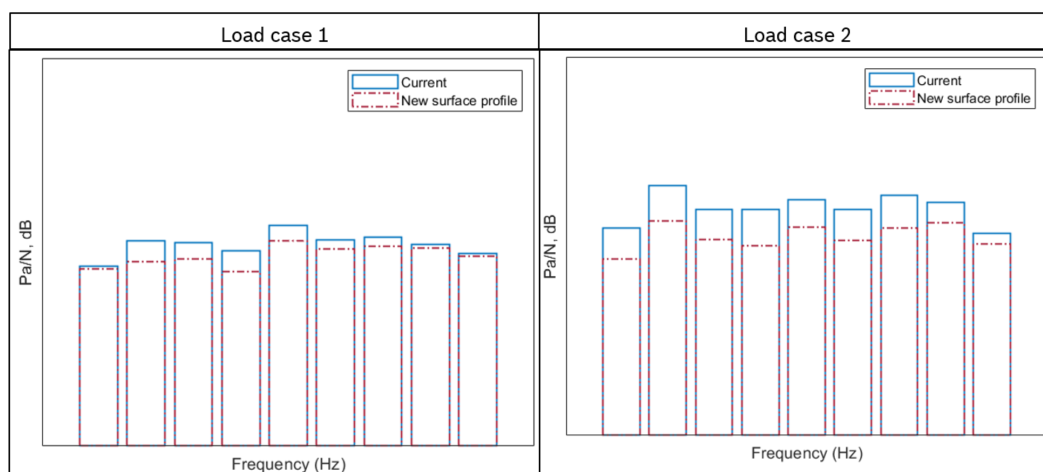 Load case 1
Load case 2
Current
New surface profile
Pa/N, dB
Frequency (Hz)
Current
New surface profile
Pa/N, dB
Frequency (Hz)